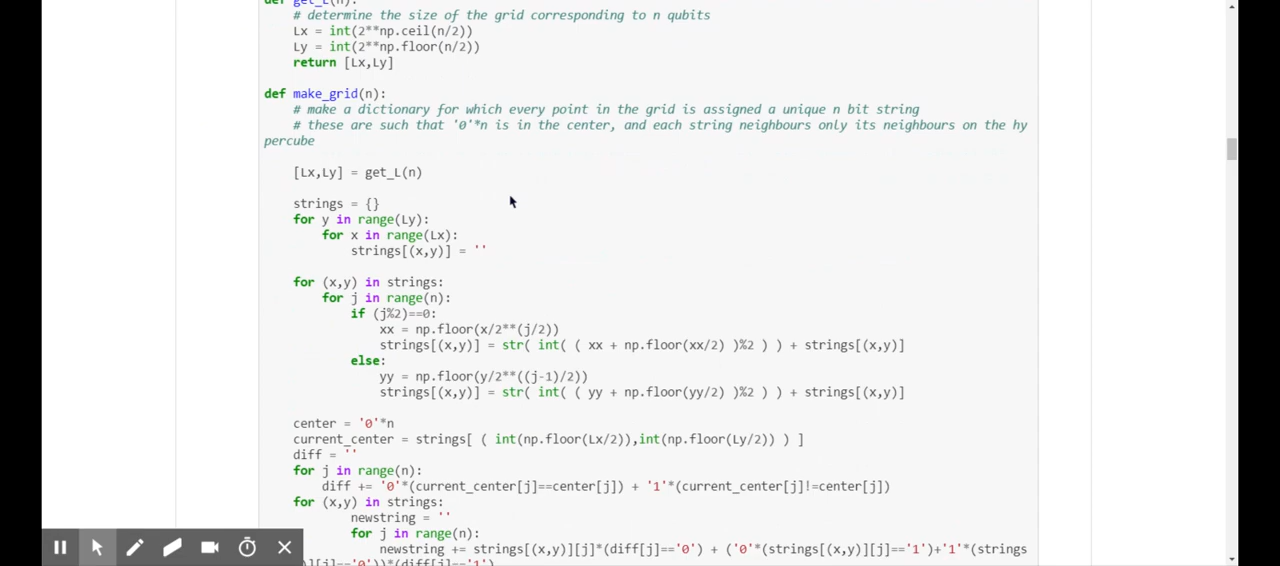 def get_L(n):
# determine the size of the grid corresponding to n qubits
Lx = int(2**np.ceil(n/2))
Ly = int(2**np.floor(n/2))
return [Lx,Ly]
def make_grid(n):
# make a dictionary for which every point in the grid is assigned a unique n bit string
# these are such that '0'*n is in the center, and each string neighbours only its neighbours on the hy
percube
[Lx,Ly] = get_L(n)
strings = {}
for y in range(Ly):
for x in range(Lx):
strings[(x,y)] = ''
for (x,y) in strings:
for j in range(n):
if (j%2)==0:
xx = np.floor(x/2**(j/2))
strings[(x,y)] = str( int( ( xx + np.floor(xx/2) )%2 ) ) + strings[(x,y)]
else:
yy = np.floor(y/2**((j-1)/2))
strings[(x,y)] = str( int( ( yy + np.floor(yy/2) )%2 ) ) + strings[(x,y)]
center = '0'*n
current_center = strings[ ( int(np.floor(Lx/2)),int(np.floor(Ly/2)) ) ]
diff = ''
for j in range(n):
diff += '0'*(current_center[j]==center[j]) + '1'*(current_center[j]!=center[j])
for (x,y) in strings:
newstring = ''
for j in range(n):
newstring += strings[(x,y)][j]*(diff[j]=='0') + ('0'*(strings[(x,y)][j]=='1')+'1'*(strings
)][j]=='0'))*(diff[j]=='1')